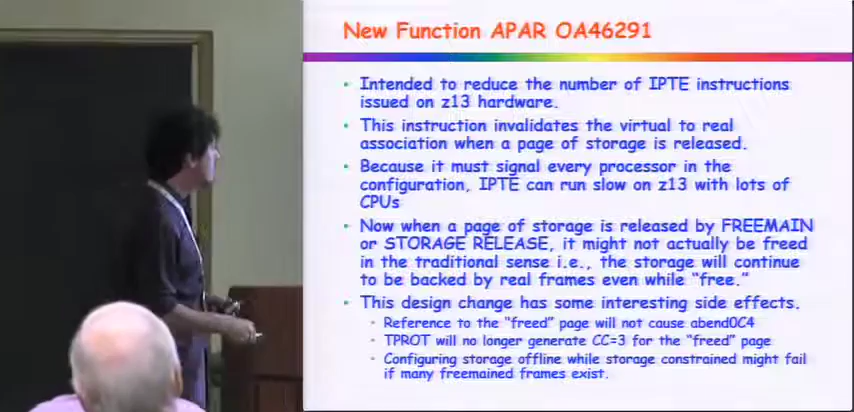 New Function APAR OA46291
• Intended to reduce the number of IPTE instructions
issued on z13 hardware.
• This instruction invalidates the virtual to real
association when a page of storage is released.
• Because it must signal every processor in the
configuration, IPTE can run slow on z13 with lots of
CPUs
• Now when a page of storage is released by FREEMAIN
or STORAGE RELEASE, it might not actually be freed
in the traditional sense i.e., the storage will continue
to be backed by real frames even while “free.”
• This design change has some interesting side effects.
• Reference to the “freed” page will not cause abend0C4
• TPROT will no longer generate CC=3 for the “freed” page
• Configuring storage offline while storage constrained might fail
if many freemained frames exist.